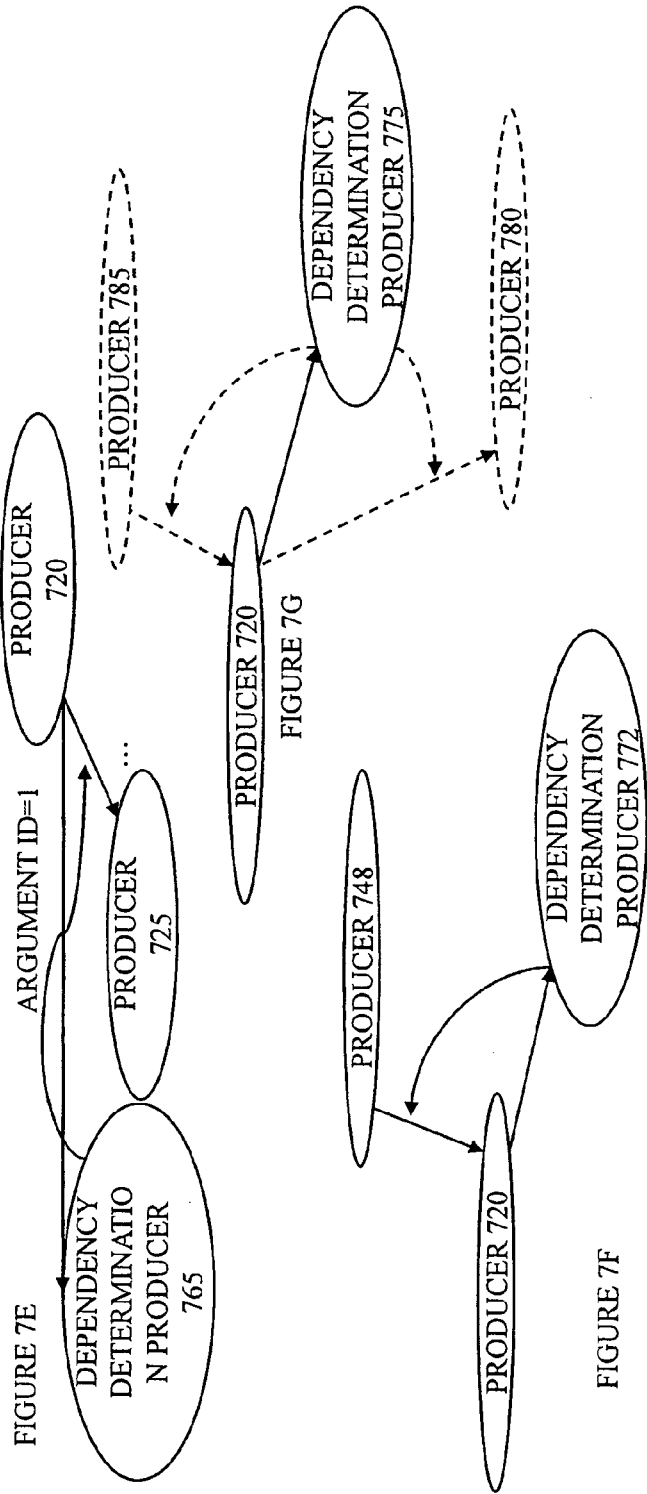 FIGURE 7E
DEPENDENCY
DETERMINATIO
N PRODUCER
765
ARGUMENT ID=1
PRODUCER
725
....
PRODUCER
720
FIGURE 7F
PRODUCER 720
PRODUCER 748
DEPENDENCY
DETERMINATION
PRODUCER 772
FIGURE 7G
PRODUCER 720
PRODUCER 785
DEPENDENCY
DETERMINATION
PRODUCER 775
PRODUCER 780